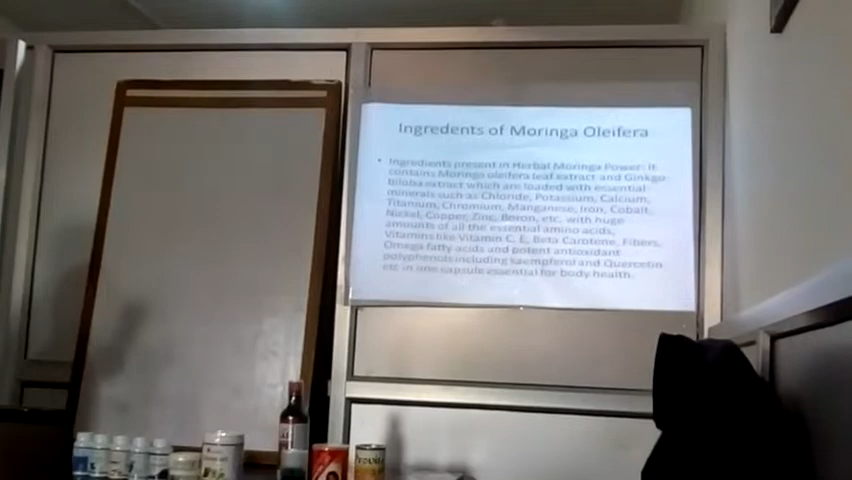 Ingredents of Moringa Oleifera
• Ingredients present in Herbal Moringa Power: It
contains Moringa oleifera leaf extract and Ginkgo
biloba extract which are loaded with essential
minerals such as Chloride, Potassium, Calcium,
Titanium, Chromium, Manganese, Iron, Cobalt,
Nickel, Copper, Zinc, Boron, etc. with huge
amounts of all the essential amino acids,
Vitamins like Vitamin C, E, Beta Carotene, Fibers,
Omega fatty acids and potent antioxidant
polyphenols including kaempferol and Quercetin
etc in one capsule essential for body health.